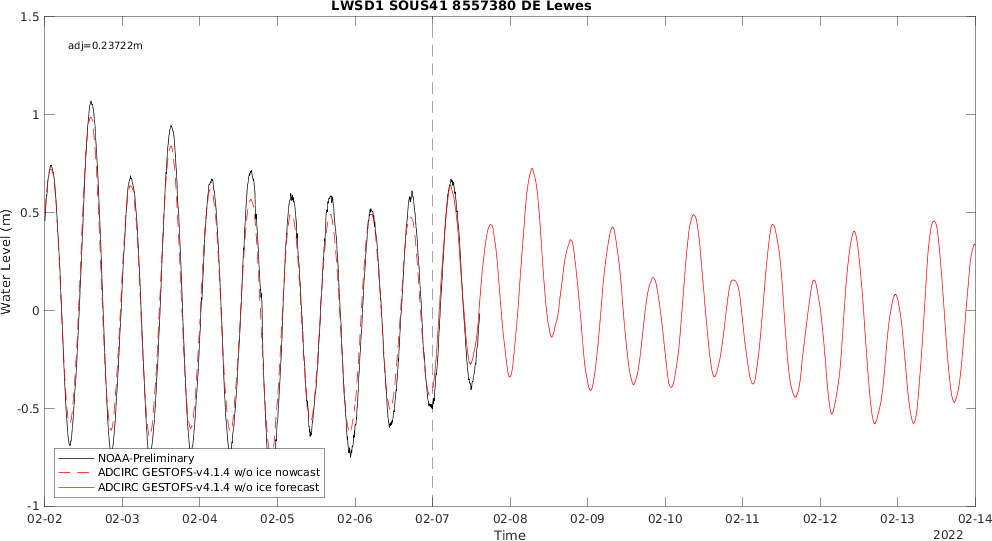 LWSD1 SOUS41 8557380 DE Lewes
1.5
adj=0.23722m
1
0.5
Water Level (m)
0
-0.5
NOAA-Preliminary
ADCIRC GESTOFS-v4.1.4 w/o ice nowcast
ADCIRC GESTOFS-v4.1.4 w/o ice forecast
-1
02-02 02-03 02-04 02-05 02-06 02-07 02-08 02-09 02-10 02-11 02-12 02-13 02-14
Time
2022